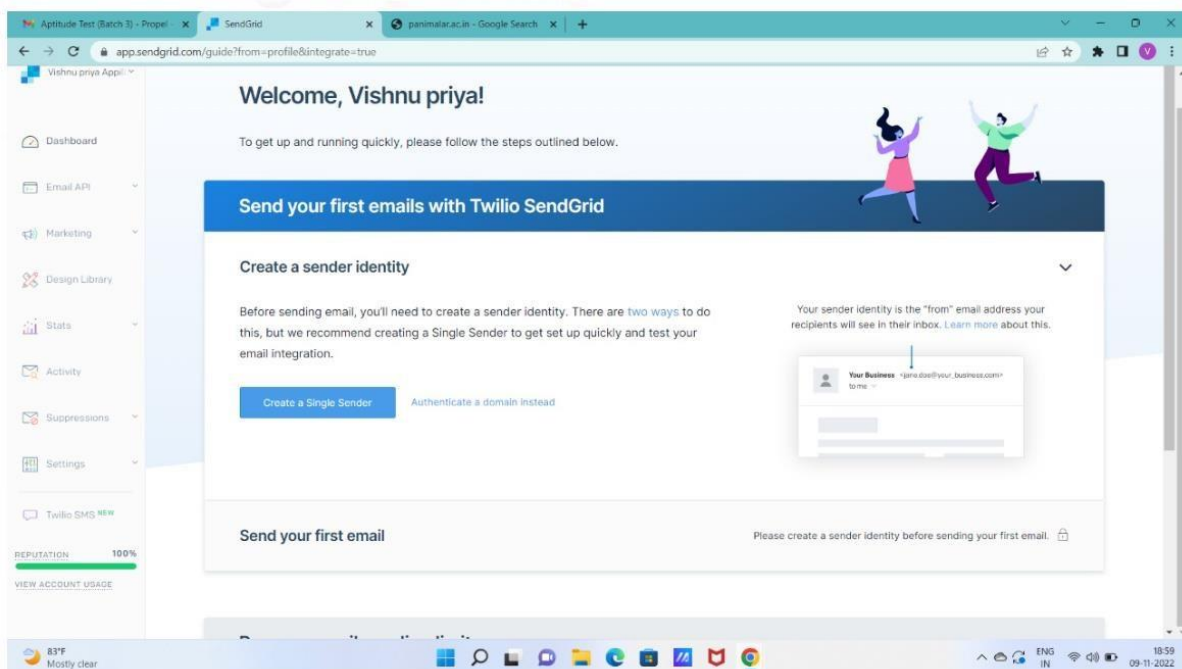 Aptitude Test (Batch 3) - Propel -
SendGrid
panimalar.ac.in - Google Search
app.sendgrid.com/guide?from=profile&integrate=true
V
Vishnu priya Appil
Welcome, Vishnu priya!
To get up and running quickly, please follow the steps outlined below.
Dashboard
Email API
Marketing
Design Library
Stats
Activity
Suppressions
Settings
Twilio SMS NEW
REPUTATION 100%
VIEW ACCOUNT USAGE
Send your first emails with Twilio SendGrid
Create a sender identity
Before sending email, you'll need to create a sender identity. There are two ways to do
this, but we recommend creating a Single Sender to get set up quickly and test your
email integration.
Create a Single Sender
Authenticate a domain instead
Your sender identity is the "from" email address your
recipients will see in their inbox. Learn more about this.
Your Business <jane.doe@your_business.com>
to me
Send your first email
Please create a sender identity before sending your first email.
83°F
Mostly clear
ENG
IN
18:59
09-11-2022